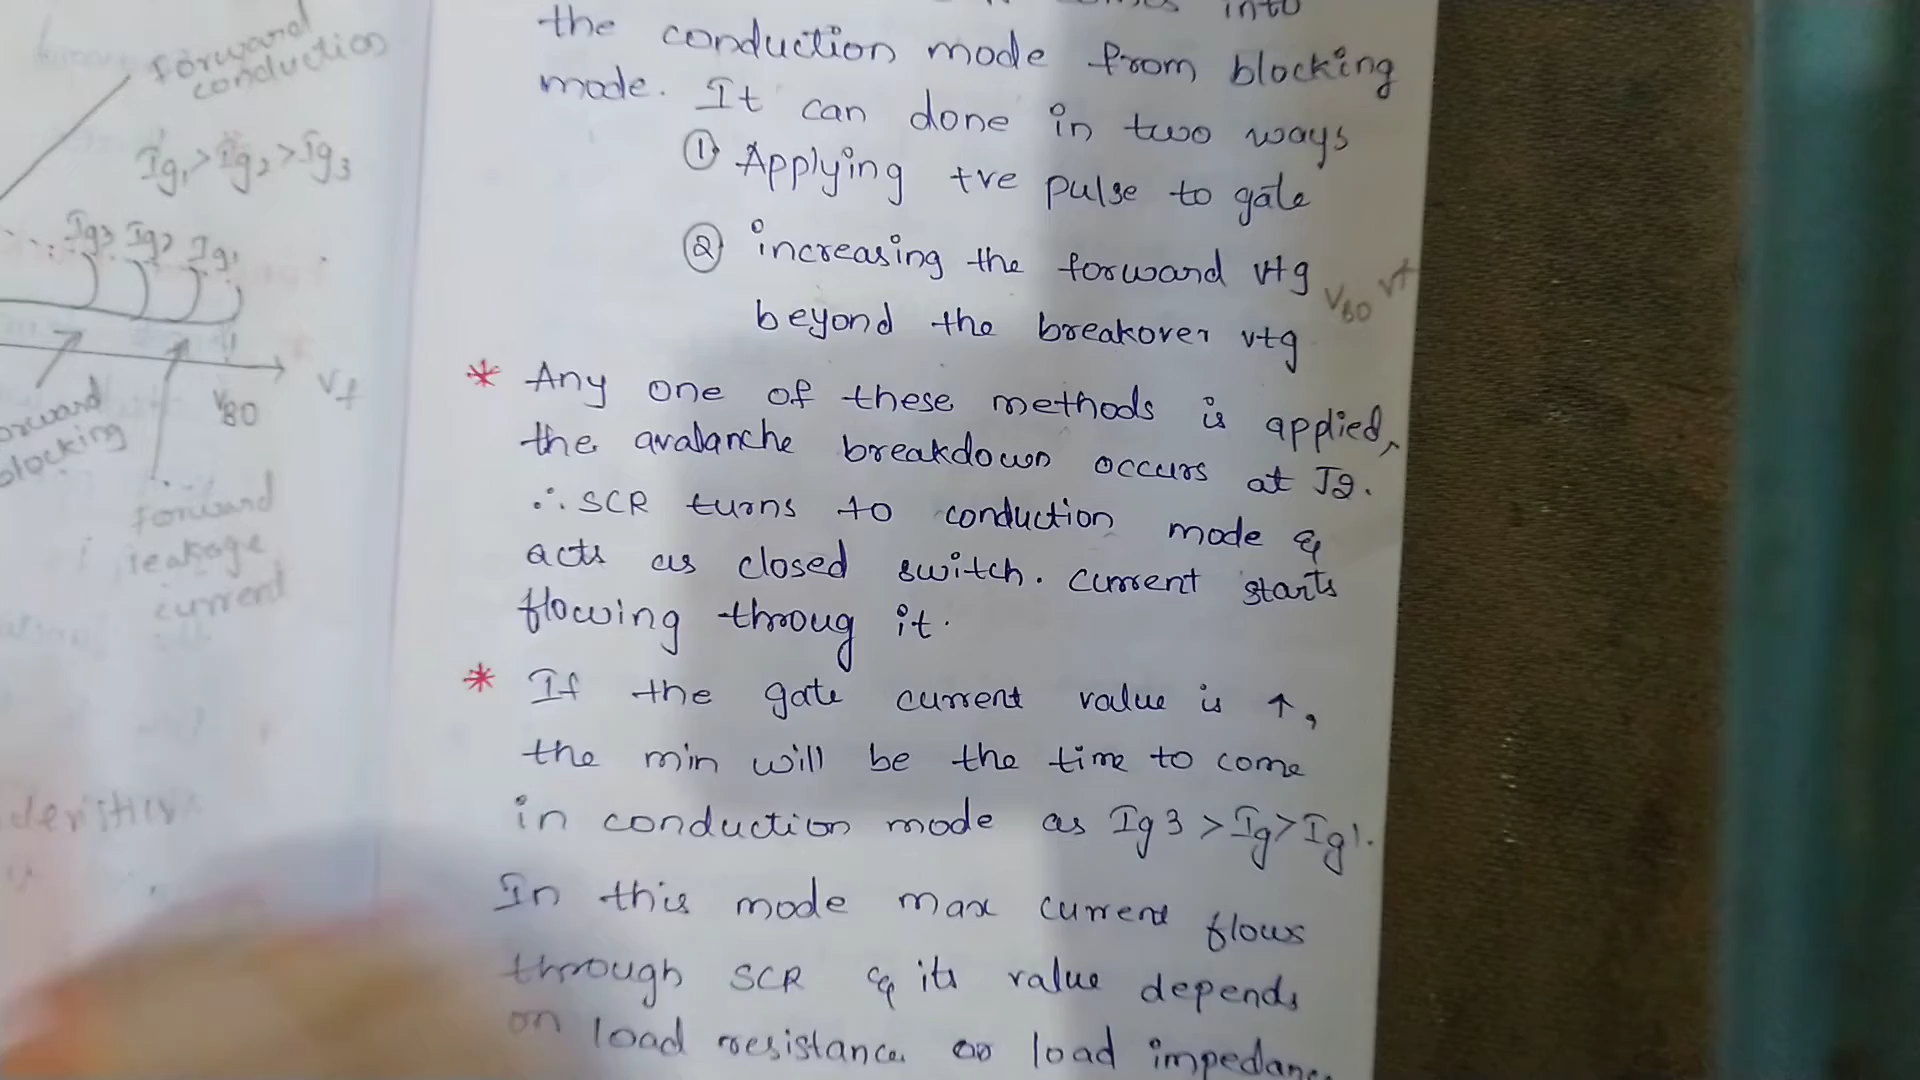 forward
conduction
Ig1 > Ig2 > Ig3
Ig3 Ig2 Ig1
VBO
Vf
blocking
forward
leakage
current
into
the conduction mode from blocking
mode. It can done in two ways
① Applying +ve pulse to gate
② increasing the forward vtg
VBO
beyond the breakover vtg
* Any one of these methods is applied,
the avalanche breakdown occurs at J2.
∴ SCR turns to conduction mode &
acts as closed switch. current starts
flowing throug it.
* If the gate current value is ↑,
the min will be the time to come
in conduction mode as Ig3 > Ig > Ig1.
In this mode max current flows
through SCR & its value depends
on load resistance or load